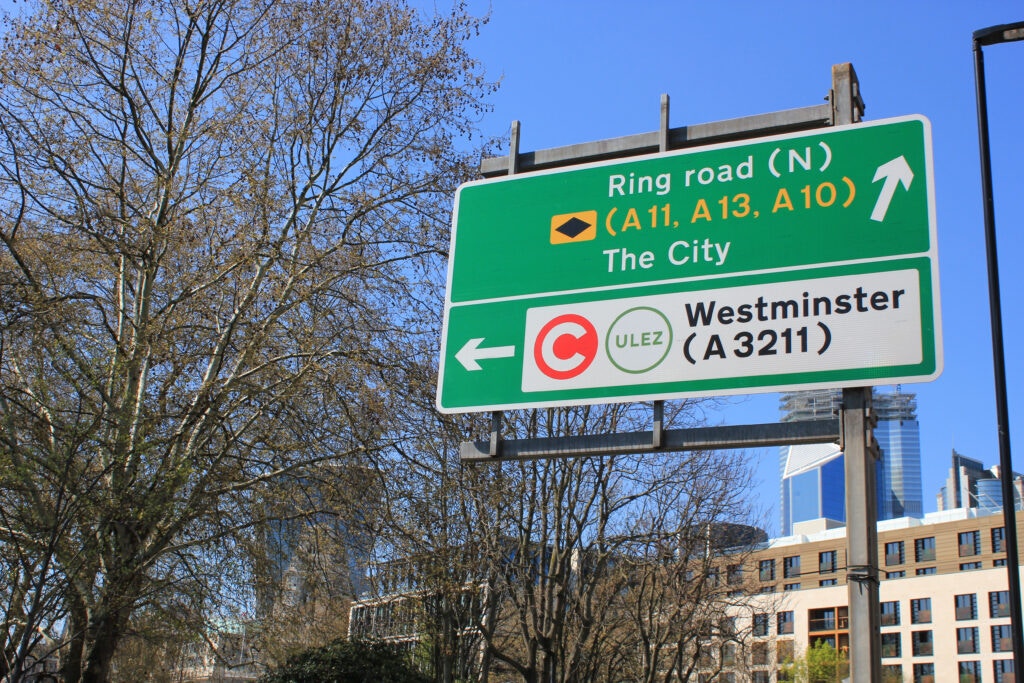 Ring road (N)
(A11, A13, A10)
The City
C ULEZ Westminster
(A3211)